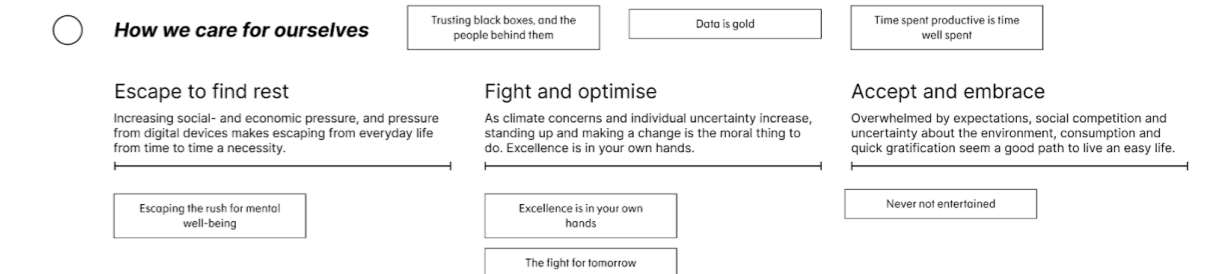 How we care for ourselves
Trusting black boxes, and the
people behind them
Data is gold
Time spent productive is time
well spent
Escape to find rest
Increasing social- and economic pressure, and pressure
from digital devices makes escaping from everyday life
from time to time a necessity.
Escaping the rush for mental
well-being
Fight and optimise
As climate concerns and individual uncertainty increase,
standing up and making a change is the moral thing to
do. Excellence is in your own hands.
Excellence is in your own
hands
The fight for tomorrow
Accept and embrace
Overwhelmed by expectations, social competition and
uncertainty about the environment, consumption and
quick gratification seem a good path to live an easy life.
Never not entertained